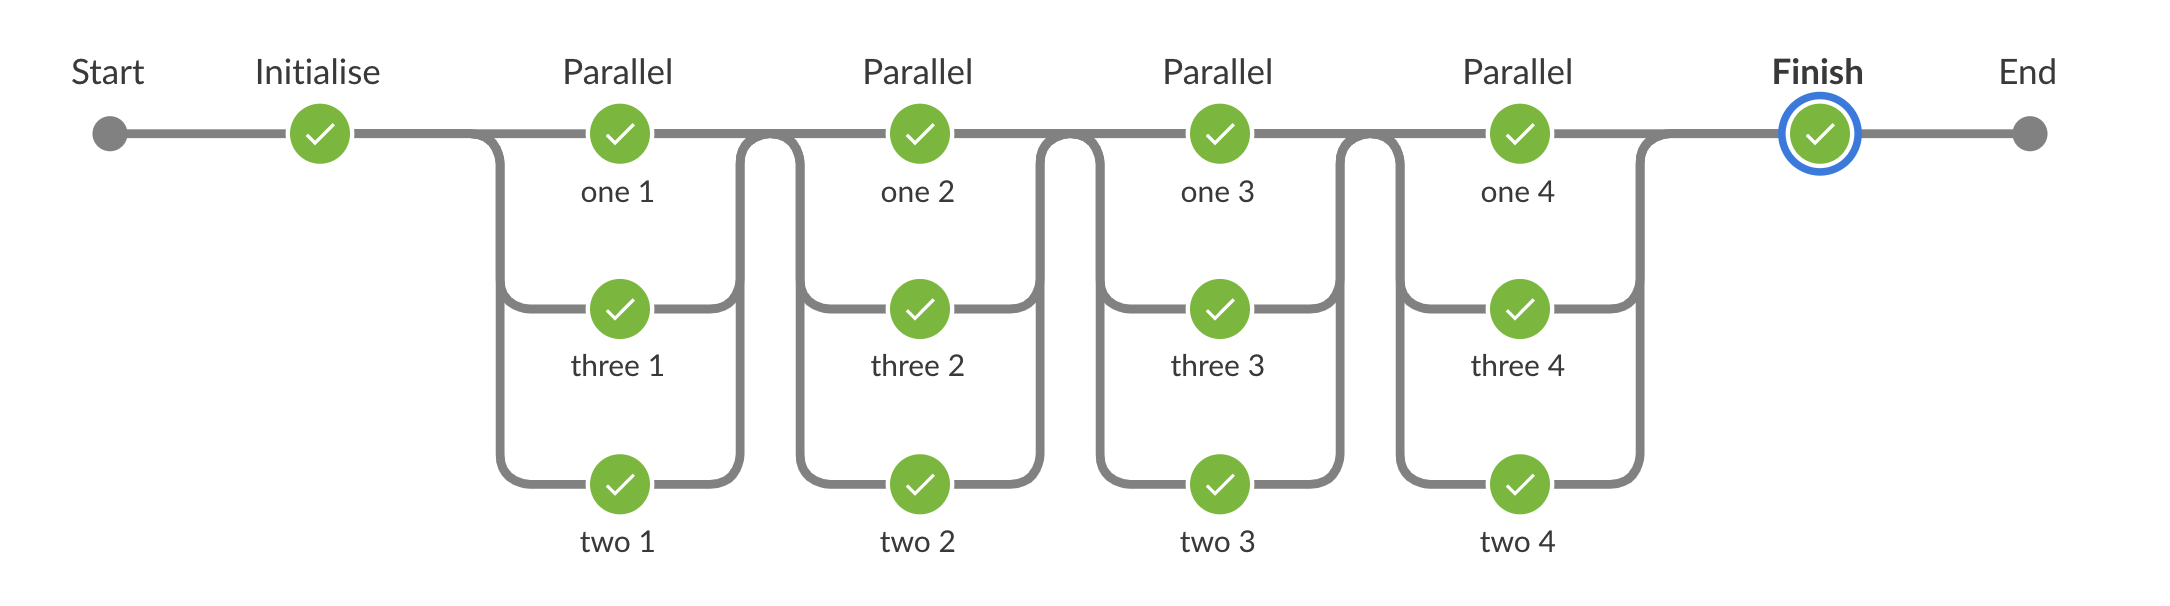 Start Initialise Parallel Parallel Parallel Parallel Finish End
one 1 one 2 one 3 one 4
three 1 three 2 three 3 three 4
two 1 two 2 two 3 two 4